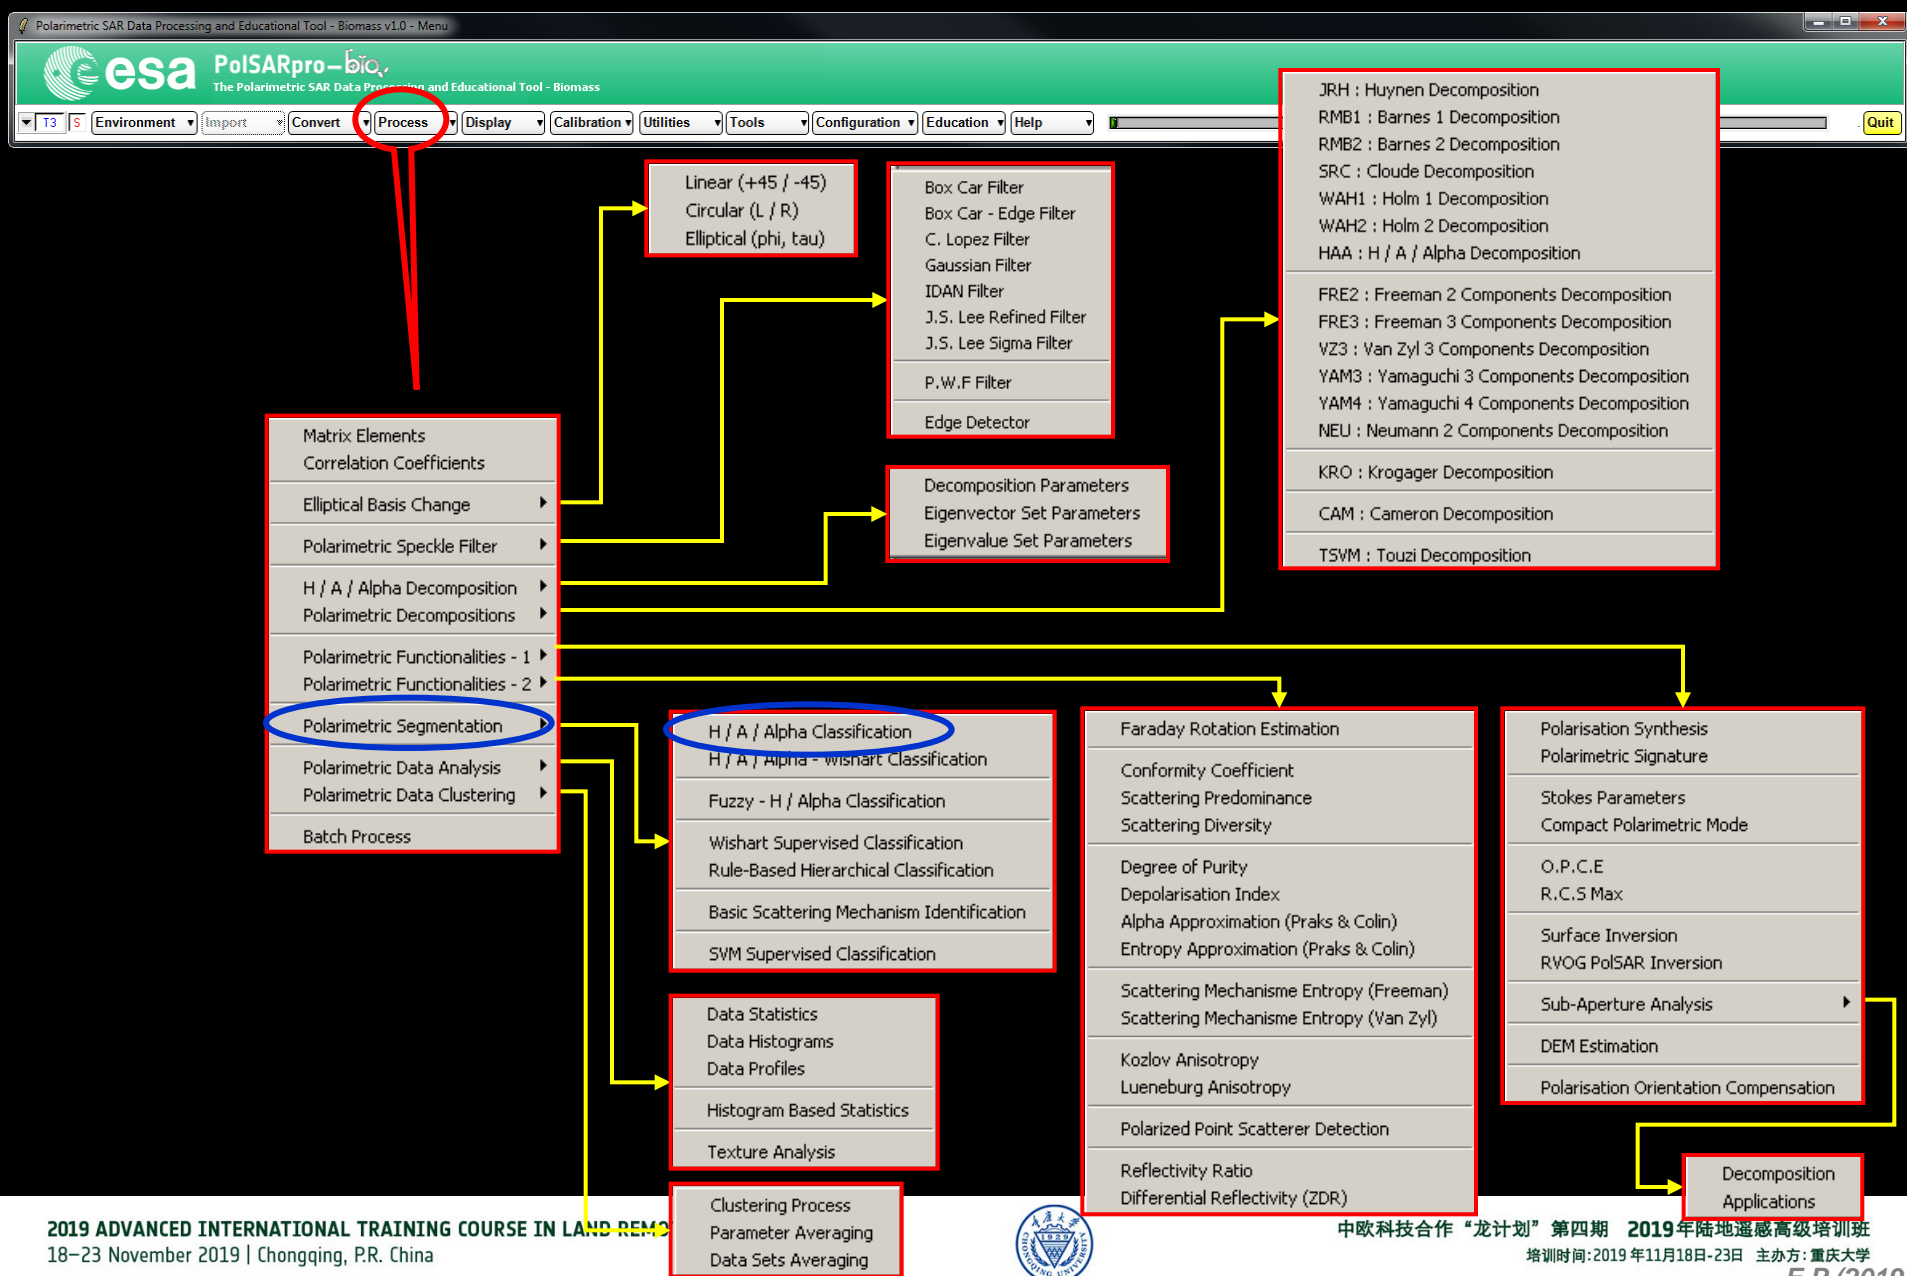 Polarimetric SAR Data Processing and Educational Tool - Biomass v1.0 - Menu
esa
PolSARpro-bio
The Polarimetric SAR Data Processing and Educational Tool - Biomass
T3 S Environment Import Convert Process Display Calibration Utilities Tools Configuration Education Help Quit
Matrix Elements
Correlation Coefficients
Elliptical Basis Change
Polarimetric Speckle Filter
H / A / Alpha Decomposition
Polarimetric Decompositions
Polarimetric Functionalities - 1
Polarimetric Functionalities - 2
Polarimetric Segmentation
Polarimetric Data Analysis
Polarimetric Data Clustering
Batch Process
Linear (+45 / -45)
Circular (L / R)
Elliptical (phi, tau)
Box Car Filter
Box Car - Edge Filter
C. Lopez Filter
Gaussian Filter
IDAN Filter
J.S. Lee Refined Filter
J.S. Lee Sigma Filter
P.W.F Filter
Edge Detector
Decomposition Parameters
Eigenvector Set Parameters
Eigenvalue Set Parameters
JRH : Huynen Decomposition
RMB1 : Barnes 1 Decomposition
RMB2 : Barnes 2 Decomposition
SRC : Cloude Decomposition
WAH1 : Holm 1 Decomposition
WAH2 : Holm 2 Decomposition
HAA : H / A / Alpha Decomposition
FRE2 : Freeman 2 Components Decomposition
FRE3 : Freeman 3 Components Decomposition
VZ3 : Van Zyl 3 Components Decomposition
YAM3 : Yamaguchi 3 Components Decomposition
YAM4 : Yamaguchi 4 Components Decomposition
NEU : Neumann 2 Components Decomposition
KRO : Krogager Decomposition
CAM : Cameron Decomposition
TSVM : Touzi Decomposition
H / A / Alpha Classification
H / A / Alpha - Wishart Classification
Fuzzy - H / Alpha Classification
Wishart Supervised Classification
Rule-Based Hierarchical Classification
Basic Scattering Mechanism Identification
SVM Supervised Classification
Data Statistics
Data Histograms
Data Profiles
Histogram Based Statistics
Texture Analysis
Clustering Process
Parameter Averaging
Data Sets Averaging
Faraday Rotation Estimation
Conformity Coefficient
Scattering Predominance
Scattering Diversity
Degree of Purity
Depolarisation Index
Alpha Approximation (Praks & Colin)
Entropy Approximation (Praks & Colin)
Scattering Mechanisme Entropy (Freeman)
Scattering Mechanisme Entropy (Van Zyl)
Kozlov Anisotropy
Lueneburg Anisotropy
Polarized Point Scatterer Detection
Reflectivity Ratio
Differential Reflectivity (ZDR)
Polarisation Synthesis
Polarimetric Signature
Stokes Parameters
Compact Polarimetric Mode
O.P.C.E
R.C.S Max
Surface Inversion
RVOG PolSAR Inversion
Sub-Aperture Analysis
DEM Estimation
Polarisation Orientation Compensation
Decomposition
Applications
2019 ADVANCED INTERNATIONAL TRAINING COURSE IN LAND REMO
18–23 November 2019 | Chongqing, P.R. China
1929
中欧科技合作“龙计划”第四期 2019年陆地遥感高级培训班
培训时间:2019年11月18日-23日 主办方:重庆大学